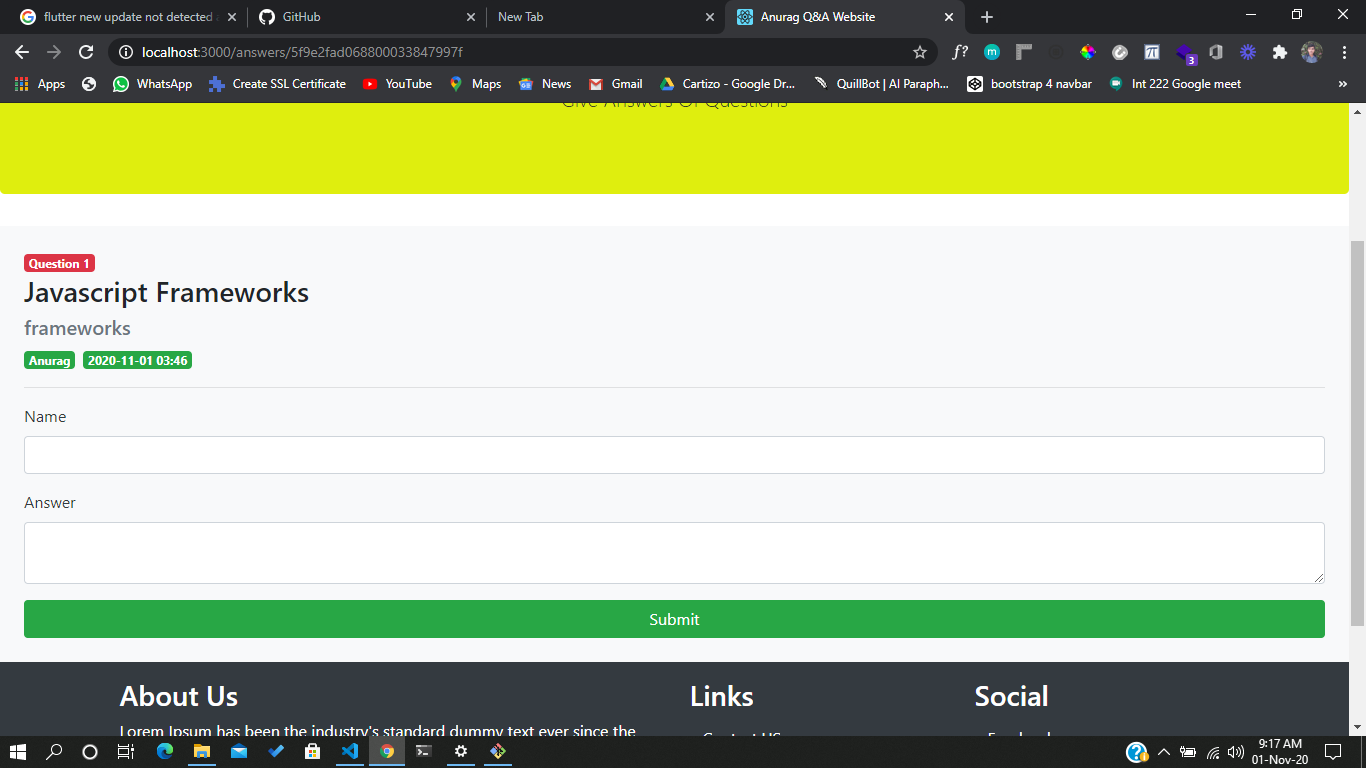 flutter new update not detected
GitHub
New Tab
Anurag Q&A Website
localhost:3000/answers/5f9e2fad068800033847997f
f?
m
3
Apps
WhatsApp
Create SSL Certificate
YouTube
Maps
News
Gmail
Cartizo - Google Dr...
QuillBot | AI Paraph...
bootstrap 4 navbar
Int 222 Google meet
»
Give Answers Of Questions
Question 1
Javascript Frameworks
frameworks
Anurag 2020-11-01 03:46
Name
Answer
Submit
About Us
Links
Social
Lorem Ipsum has been the industry's standard dummy text ever since the
Contact US
Facebook
9:17 AM
01-Nov-20